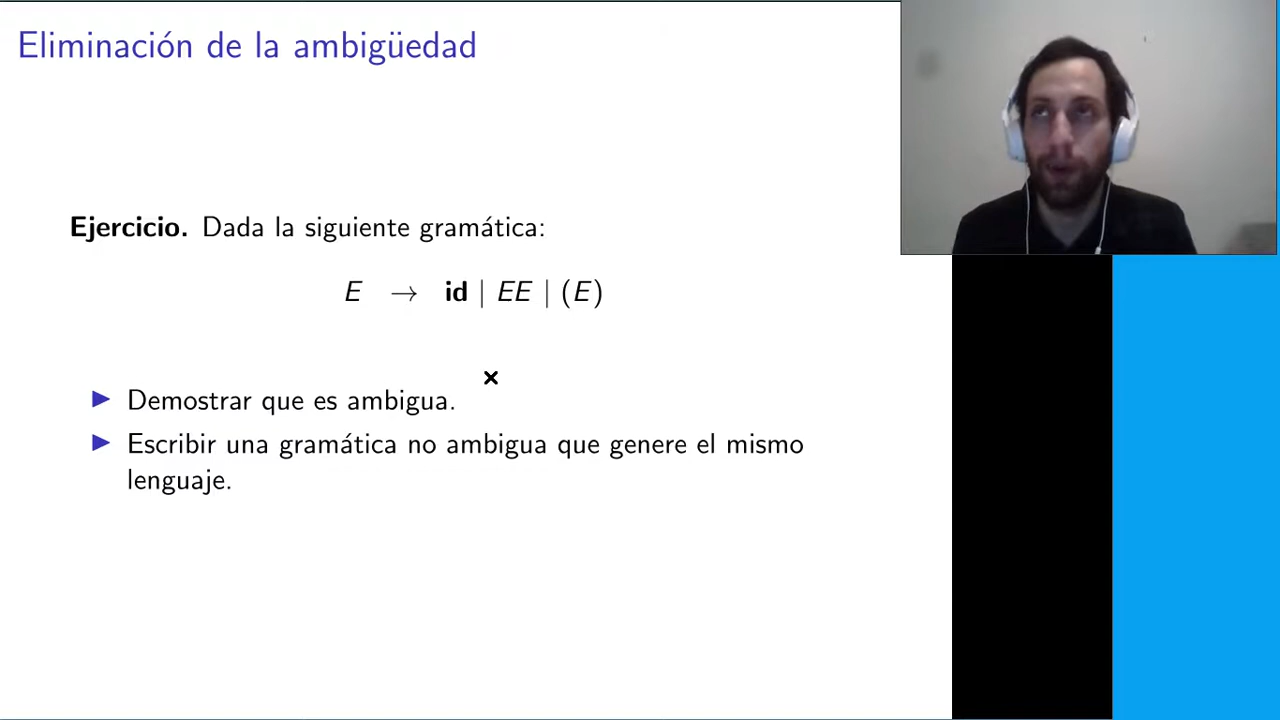 Eliminación de la ambigüedad
Ejercicio. Dada la siguiente gramática:
E → id | EE | (E)
▶ Demostrar que es ambigua.
▶ Escribir una gramática no ambigua que genere el mismo
lenguaje.